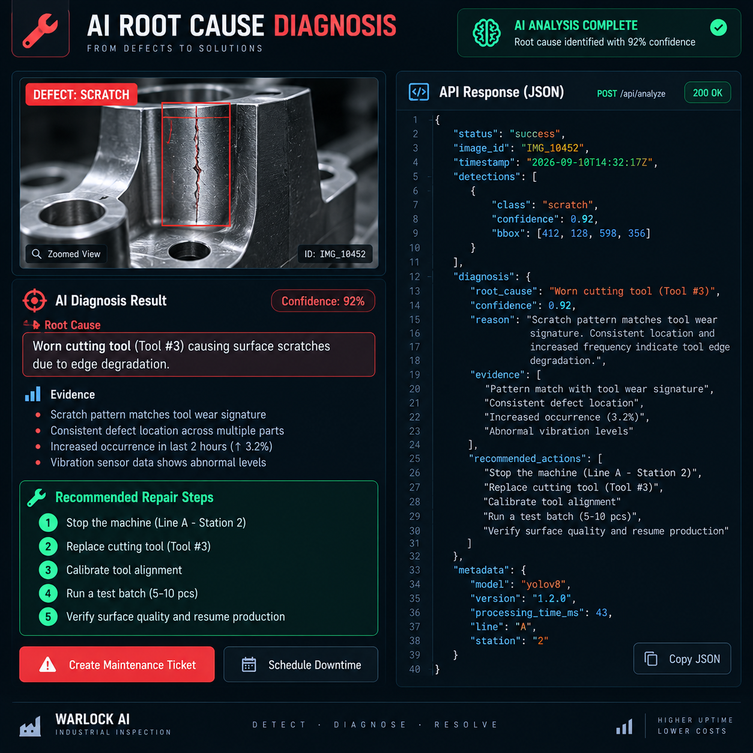 AI ROOT CAUSE DIAGNOSIS
FROM DEFECTS TO SOLUTIONS
AI ANALYSIS COMPLETE
Root cause identified with 92% confidence
DEFECT: SCRATCH
Zoomed View
ID: IMG_10452
AI Diagnosis Result
Confidence: 92%
Root Cause
Worn cutting tool (Tool #3) causing surface scratches
due to edge degradation.
Evidence
• Scratch pattern matches tool wear signature
• Consistent defect location across multiple parts
• Increased occurrence in last 2 hours (↑ 3.2%)
• Vibration sensor data shows abnormal levels
Recommended Repair Steps
1 Stop the machine (Line A - Station 2)
2 Replace cutting tool (Tool #3)
3 Calibrate tool alignment
4 Run a test batch (5-10 pcs)
5 Verify surface quality and resume production
Create Maintenance Ticket
Schedule Downtime
API Response (JSON)
POST /api/analyze
200 OK
1 {
2 "status": "success",
3 "image_id": "IMG_10452",
4 "timestamp": "2026-09-10T14:32:17Z",
5 "detections": [
6 {
7 "class": "scratch",
8 "confidence": 0.92,
9 "bbox": [412, 128, 598, 356]
10 }
11 ],
12 "diagnosis": {
13 "root_cause": "Worn cutting tool (Tool #3)",
14 "confidence": 0.92,
15 "reason": "Scratch pattern matches tool wear
16 signature. Consistent location and
17 increased frequency indicate tool edge
18 degradation.",
19 "evidence": [
20 "Pattern match with tool wear signature",
21 "Consistent defect location",
22 "Increased occurrence (3.2%)",
23 "Abnormal vibration levels"
24 ],
25 "recommended_actions": [
26 "Stop the machine (Line A - Station 2)",
27 "Replace cutting tool (Tool #3)",
28 "Calibrate tool alignment"
29 "Run a test batch (5-10 pcs)",
30 "Verify surface quality and resume production"
31 ]
32 },
33 "metadata": {
34 "model": "yolov8",
35 "version": "1.2.0",
36 "processing_time_ms": 43,
37 "line": "A",
38 "station": "2"
39 }
40 }
Copy JSON
WARLOCK AI
INDUSTRIAL INSPECTION
DETECT · DIAGNOSE · RESOLVE
HIGHER UPTIME
LOWER COSTS